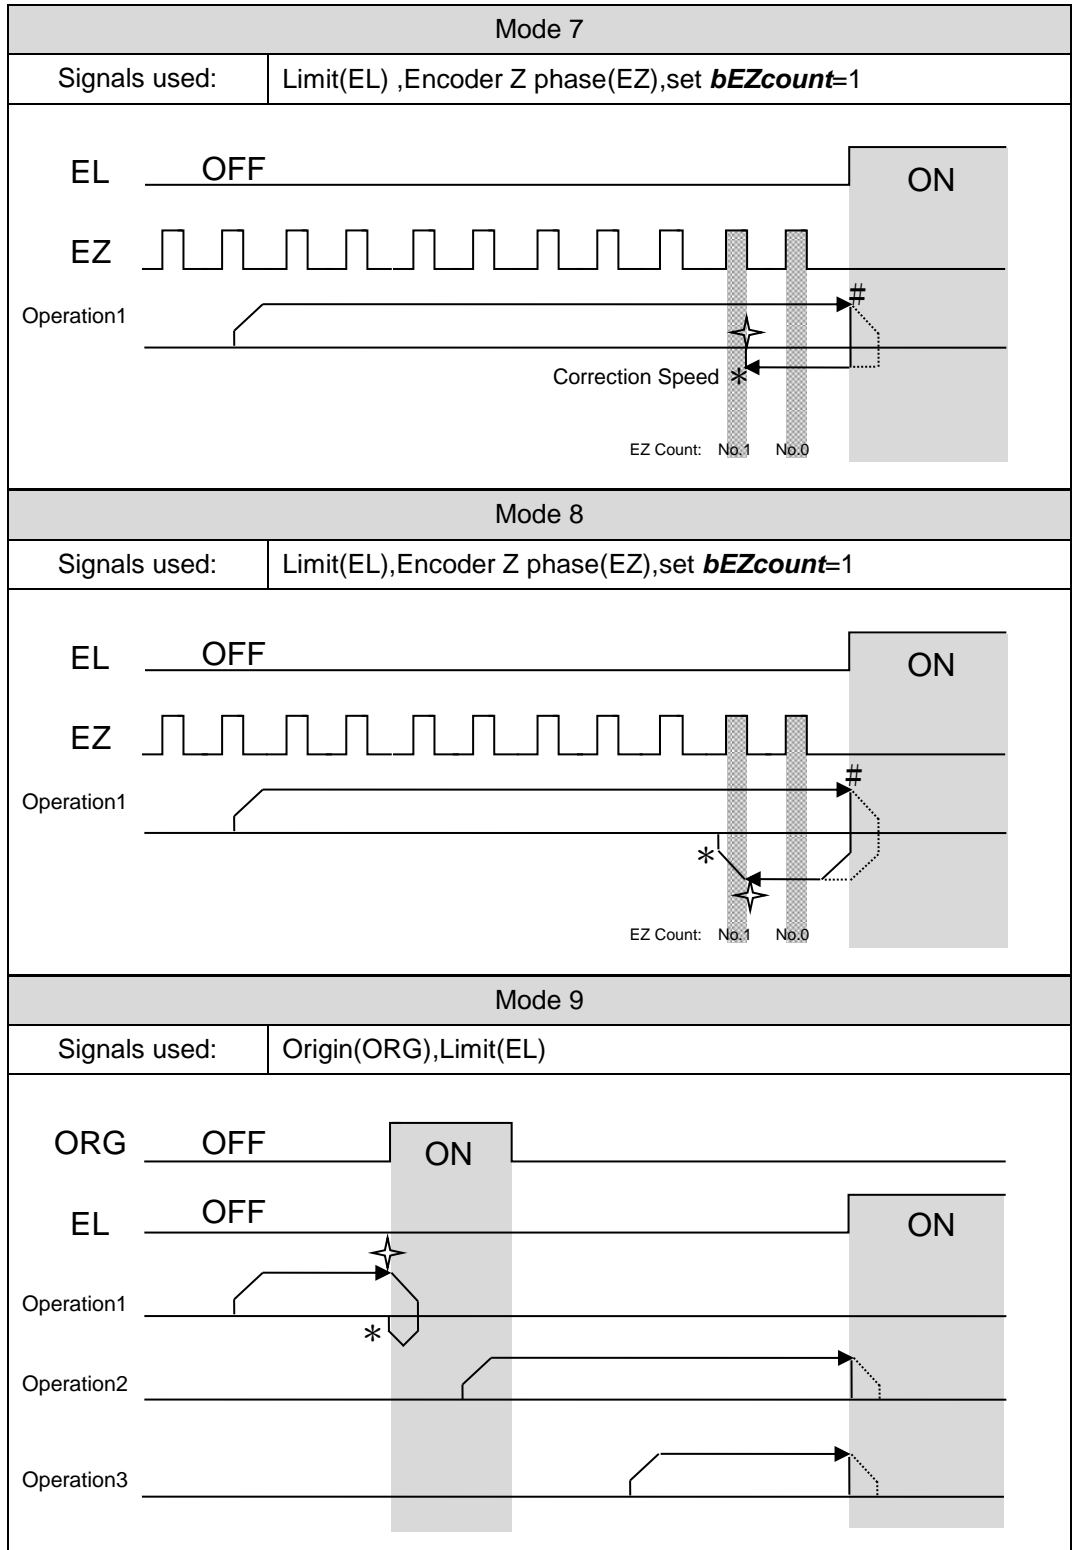 Mode 7
Signals used: Limit(EL) ,Encoder Z phase(EZ),set bEZcount=1
EL OFF ON
EZ
#
Operation1
Correction Speed *
EZ Count: No.1 No.0
Mode 8
Signals used: Limit(EL),Encoder Z phase(EZ),set bEZcount=1
EL OFF ON
EZ
#
Operation1
*
EZ Count: No.1 No.0
Mode 9
Signals used: Origin(ORG),Limit(EL)
ORG OFF ON
EL OFF ON
Operation1
*
Operation2
Operation3